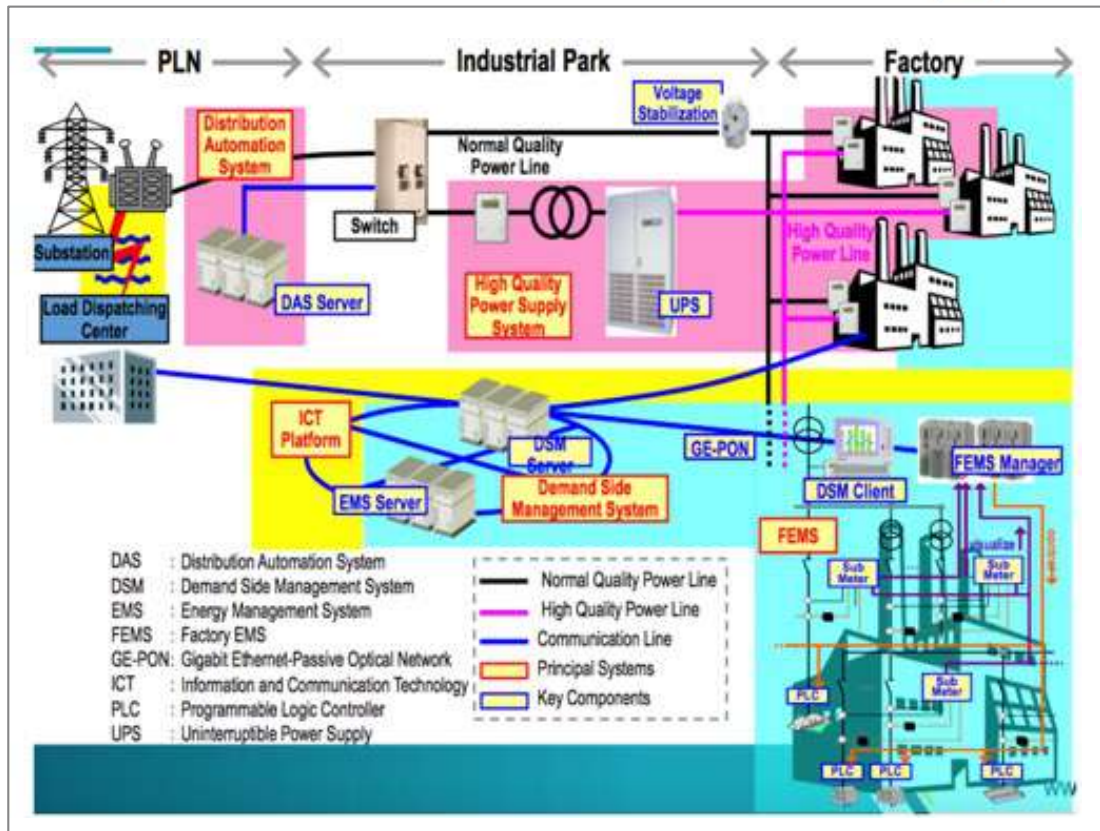 PLN
Industrial Park
Factory
Voltage
Stabilization
Distribution
Automation
System
Normal Quality
Power Line
Switch
Substation
Load Dispatching
Center
DAS Server
High Quality
Power Supply
System
UPS
High Quality
Power Line
ICT
Platform
DSM
Server
EMS Server
Demand Side
Management System
GE-PON
DSM Client
FEMS Manager
FEMS
visualize
Sub
Meter
Sub
Meter
Sub
Meter
PLC
PLC
PLC
PLC
DAS : Distribution Automation System
DSM : Demand Side Management System
EMS : Energy Management System
FEMS : Factory EMS
GE-PON : Gigabit Ethernet-Passive Optical Network
ICT : Information and Communication Technology
PLC : Programmable Logic Controller
UPS : Uninterruptible Power Supply
Normal Quality Power Line
High Quality Power Line
Communication Line
Principal Systems
Key Components